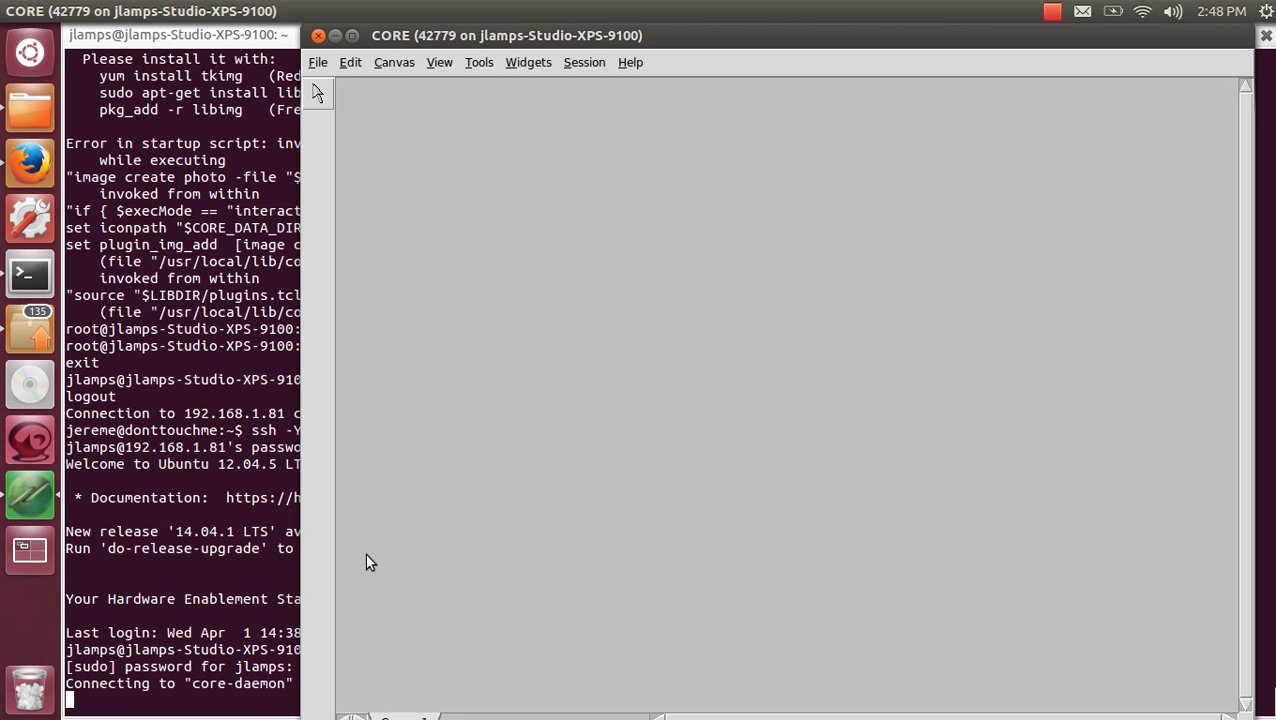 CORE (42779 on jlamps-Studio-XPS-9100)
2:48 PM
jlamps@jlamps-Studio-XPS-9100: ~
Please install it with:
yum install tkimg (Red
sudo apt-get install lib
pkg_add -r libimg (Fre
Error in startup script: inv
while executing
"image create photo -file "$
invoked from within
"if { $execMode == "interact
set iconpath "$CORE_DATA_DIR
set plugin_img_add [image c
(file "/usr/local/lib/co
invoked from within
"source "$LIBDIR/plugins.tcl
(file "/usr/local/lib/co
root@jlamps-Studio-XPS-9100:
root@jlamps-Studio-XPS-9100:
exit
jlamps@jlamps-Studio-XPS-910
logout
Connection to 192.168.1.81 c
jereme@donttouchme:~$ ssh -Y
jlamps@192.168.1.81's passwo
Welcome to Ubuntu 12.04.5 LT
* Documentation: https://h
New release '14.04.1 LTS' av
Run 'do-release-upgrade' to
Your Hardware Enablement Sta
Last login: Wed Apr 1 14:38
jlamps@jlamps-Studio-XPS-910
[sudo] password for jlamps:
Connecting to "core-daemon"
135
CORE (42779 on jlamps-Studio-XPS-9100)
File Edit Canvas View Tools Widgets Session Help